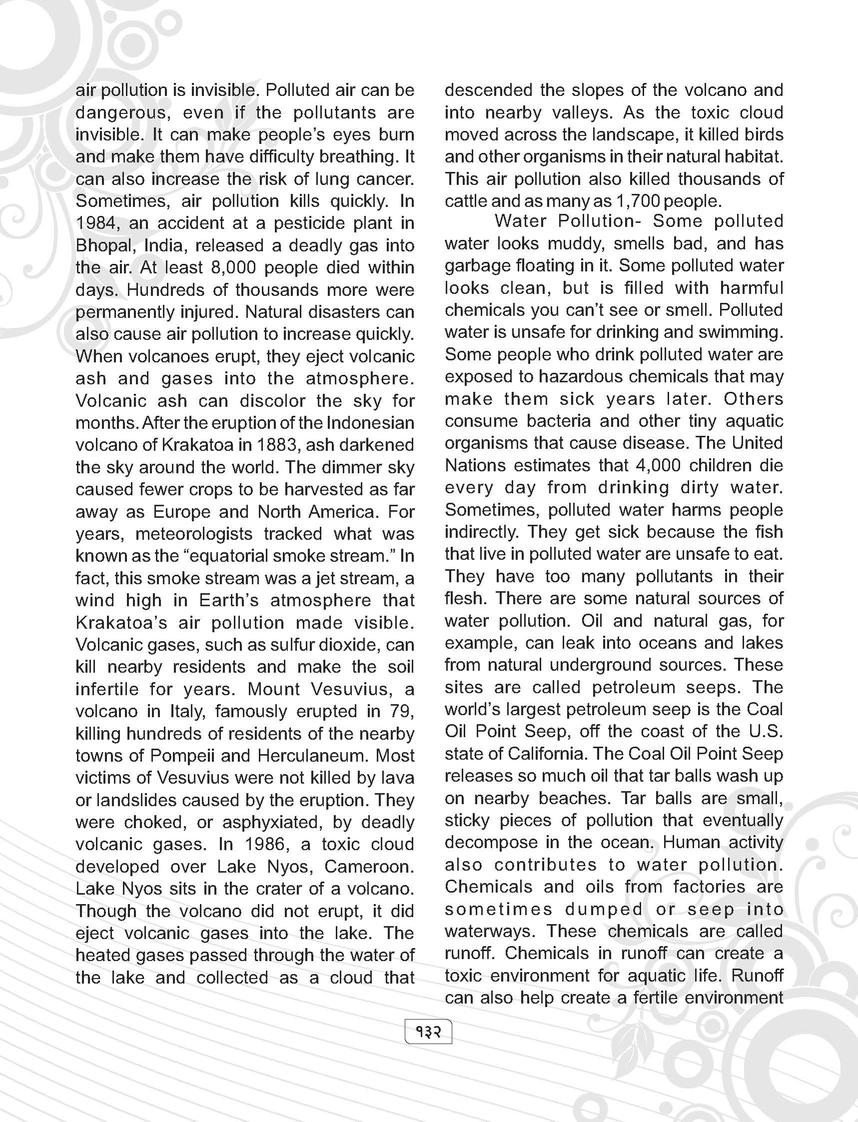 air pollution is invisible. Polluted air can be
dangerous, even if the pollutants are
invisible. It can make people's eyes burn
and make them have difficulty breathing. It
can also increase the risk of lung cancer.
Sometimes, air pollution kills quickly. In
1984, an accident at a pesticide plant in
Bhopal, India, released a deadly gas into
the air. At least 8,000 people died within
days. Hundreds of thousands more were
permanently injured. Natural disasters can
also cause air pollution to increase quickly.
When volcanoes erupt, they eject volcanic
ash and gases into the atmosphere.
Volcanic ash can discolor the sky for
months. After the eruption of the Indonesian
volcano of Krakatoa in 1883, ash darkened
the sky around the world. The dimmer sky
caused fewer crops to be harvested as far
away as Europe and North America. For
years, meteorologists tracked what was
known as the “equatorial smoke stream.” In
fact, this smoke stream was a jet stream, a
wind high in Earth's atmosphere that
Krakatoa's air pollution made visible.
Volcanic gases, such as sulfur dioxide, can
kill nearby residents and make the soil
infertile for years. Mount Vesuvius, a
volcano in Italy, famously erupted in 79,
killing hundreds of residents of the nearby
towns of Pompeii and Herculaneum. Most
victims of Vesuvius were not killed by lava
or landslides caused by the eruption. They
were choked, or asphyxiated, by deadly
volcanic gases. In 1986, a toxic cloud
developed over Lake Nyos, Cameroon.
Lake Nyos sits in the crater of a volcano.
Though the volcano did not erupt, it did
eject volcanic gases into the lake. The
heated gases passed through the water of
the lake and collected as a cloud that
descended the slopes of the volcano and
into nearby valleys. As the toxic cloud
moved across the landscape, it killed birds
and other organisms in their natural habitat.
This air pollution also killed thousands of
cattle and as many as 1,700 people.
Water Pollution- Some polluted
water looks muddy, smells bad, and has
garbage floating in it. Some polluted water
looks clean, but is filled with harmful
chemicals you can't see or smell. Polluted
water is unsafe for drinking and swimming.
Some people who drink polluted water are
exposed to hazardous chemicals that may
make them sick years later. Others
consume bacteria and other tiny aquatic
organisms that cause disease. The United
Nations estimates that 4,000 children die
every day from drinking dirty water.
Sometimes, polluted water harms people
indirectly. They get sick because the fish
that live in polluted water are unsafe to eat.
They have too many pollutants in their
flesh. There are some natural sources of
water pollution. Oil and natural gas, for
example, can leak into oceans and lakes
from natural underground sources. These
sites are called petroleum seeps. The
world's largest petroleum seep is the Coal
Oil Point Seep, off the coast of the U.S.
state of California. The Coal Oil Point Seep
releases so much oil that tar balls wash up
on nearby beaches. Tar balls are small,
sticky pieces of pollution that eventually
decompose in the ocean. Human activity
also contributes to water pollution.
Chemicals and oils from factories are
sometimes dumped or seep into
waterways. These chemicals are called
runoff. Chemicals in runoff can create a
toxic environment for aquatic life. Runoff
can also help create a fertile environment
१३२